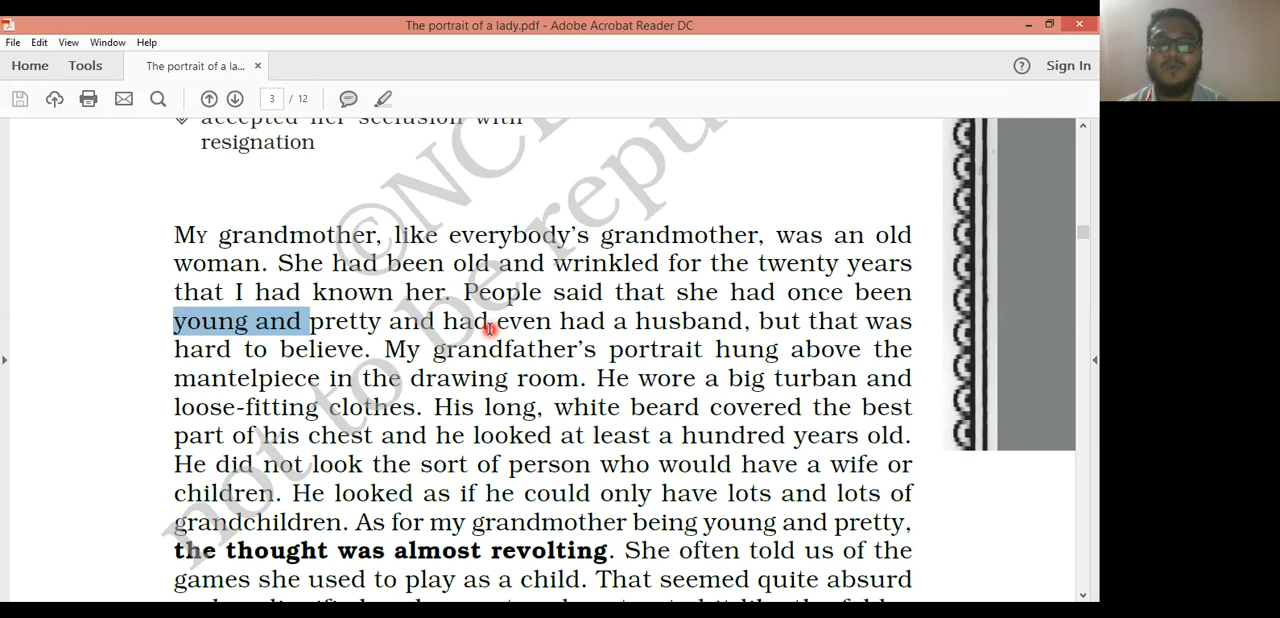 The portrait of a lady.pdf - Adobe Acrobat Reader DC
File Edit View Window Help
Home Tools The portrait of a la... × Sign In
3 / 12
accepted her seclusion with
resignation
MY grandmother, like everybody's grandmother, was an old
woman. She had been old and wrinkled for the twenty years
that I had known her. People said that she had once been
young and pretty and had even had a husband, but that was
hard to believe. My grandfather's portrait hung above the
mantelpiece in the drawing room. He wore a big turban and
loose-fitting clothes. His long, white beard covered the best
part of his chest and he looked at least a hundred years old.
He did not look the sort of person who would have a wife or
children. He looked as if he could only have lots and lots of
grandchildren. As for my grandmother being young and pretty,
the thought was almost revolting. She often told us of the
games she used to play as a child. That seemed quite absurd
©NCE
not to be repu